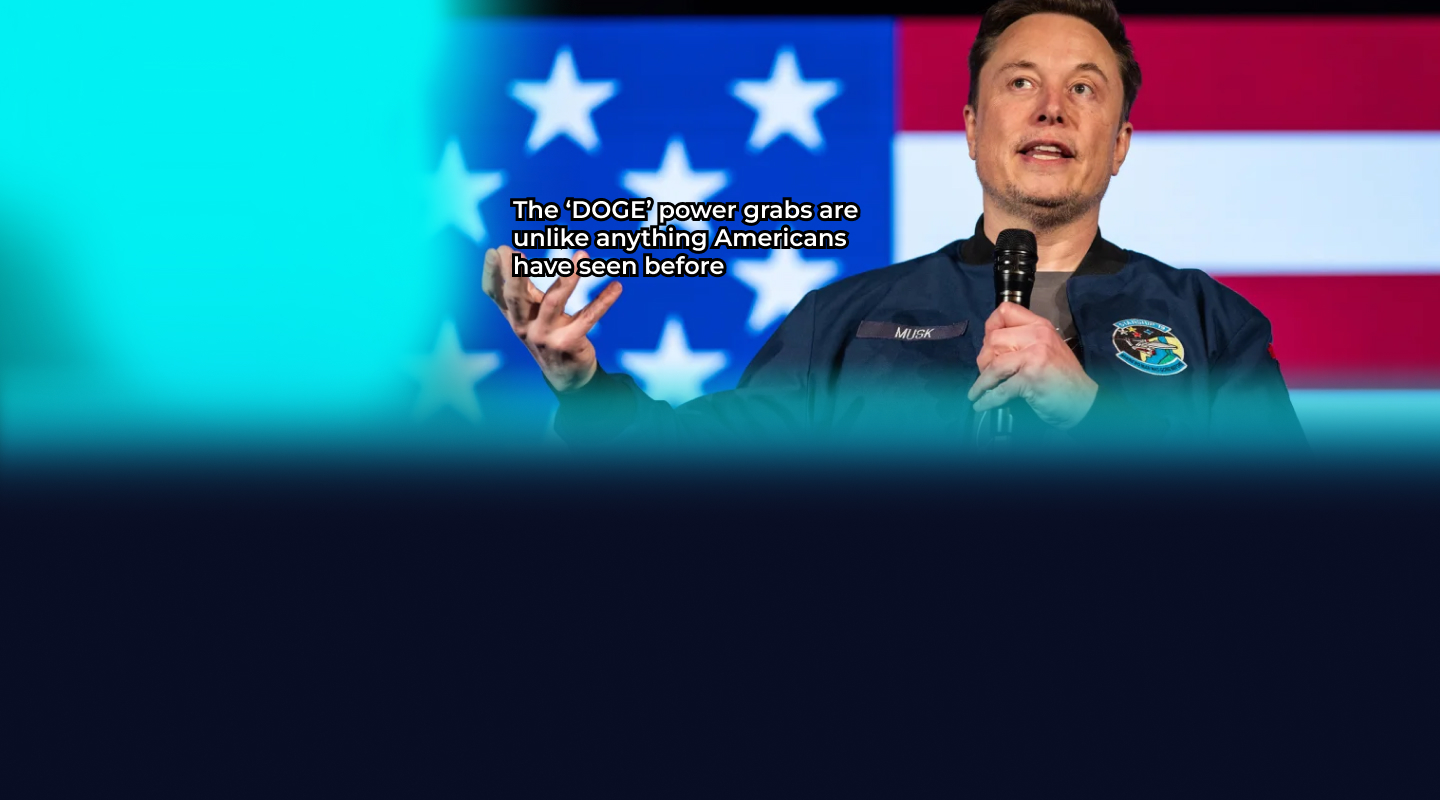 The ‘DOGE’ power grabs are
unlike anything Americans
have seen before
MUSK